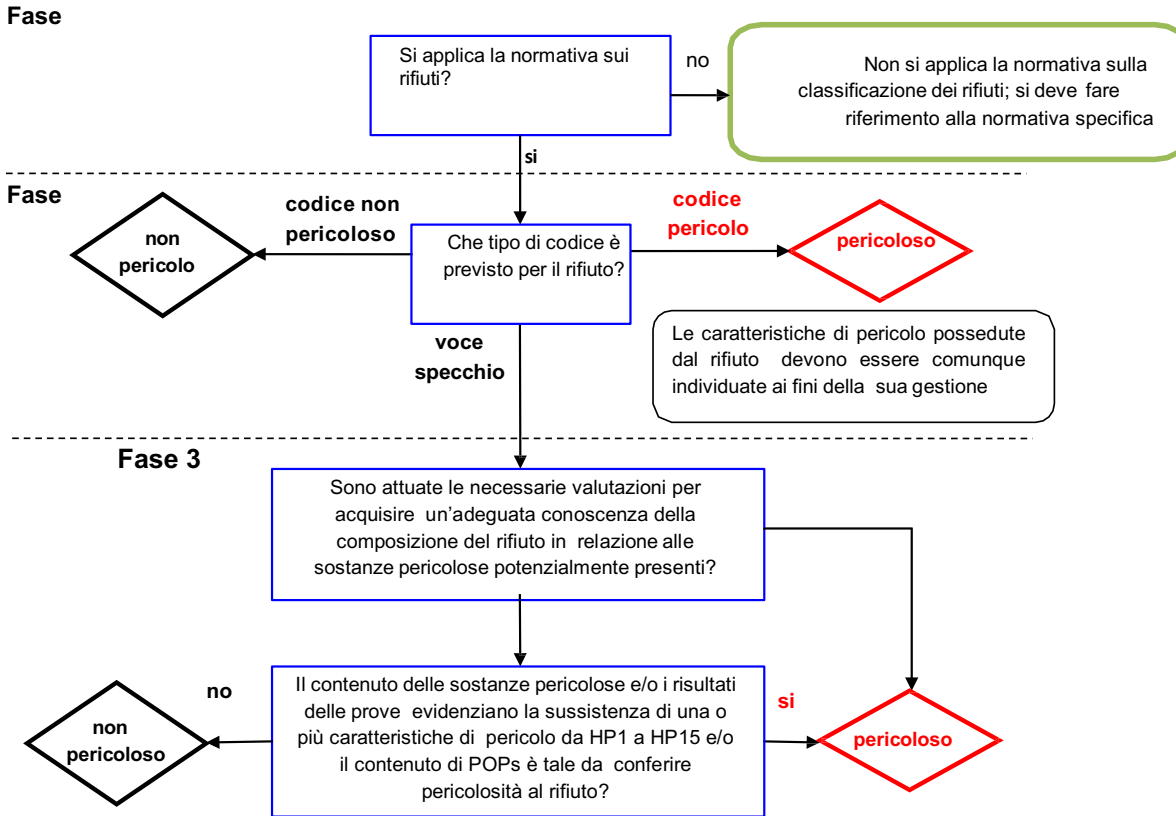 Fase
Si applica la normativa sui
rifiuti?
no
Non si applica la normativa sulla
classificazione dei rifiuti; si deve fare
riferimento alla normativa specifica
si
Fase
codice non
pericoloso
non
pericolo
Che tipo di codice è
previsto per il rifiuto?
codice
pericolo
pericoloso
Le caratteristiche di pericolo possedute
dal rifiuto devono essere comunque
individuate ai fini della sua gestione
voce
specchio
Fase 3
Sono attuate le necessarie valutazioni per
acquisire un'adeguata conoscenza della
composizione del rifiuto in relazione alle
sostanze pericolose potenzialmente presenti?
no
non
pericoloso
Il contenuto delle sostanze pericolose e/o i risultati
delle prove evidenziano la sussistenza di una o
più caratteristiche di pericolo da HP1 a HP15 e/o
il contenuto di POPs è tale da conferire
pericolosità al rifiuto?
si
pericoloso